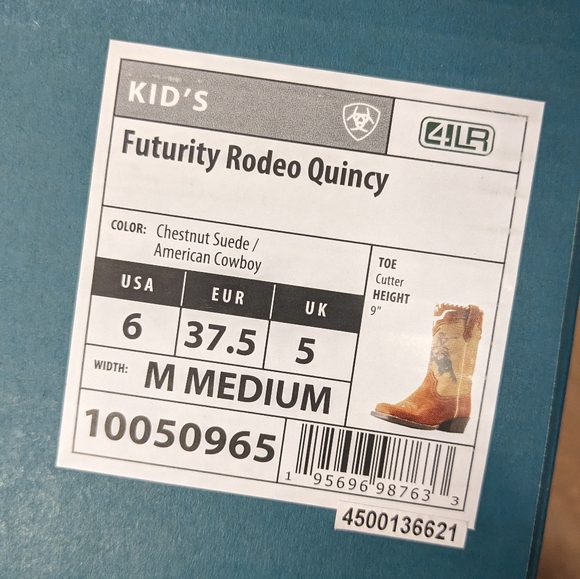 KID'S
4LR
Futurity Rodeo Quincy
COLOR: Chestnut Suede /
American Cowboy
TOE
Cutter
HEIGHT
9"
USA EUR UK
6 37.5 5
WIDTH: M MEDIUM
10050965
1 95696 98763 3
4500136621